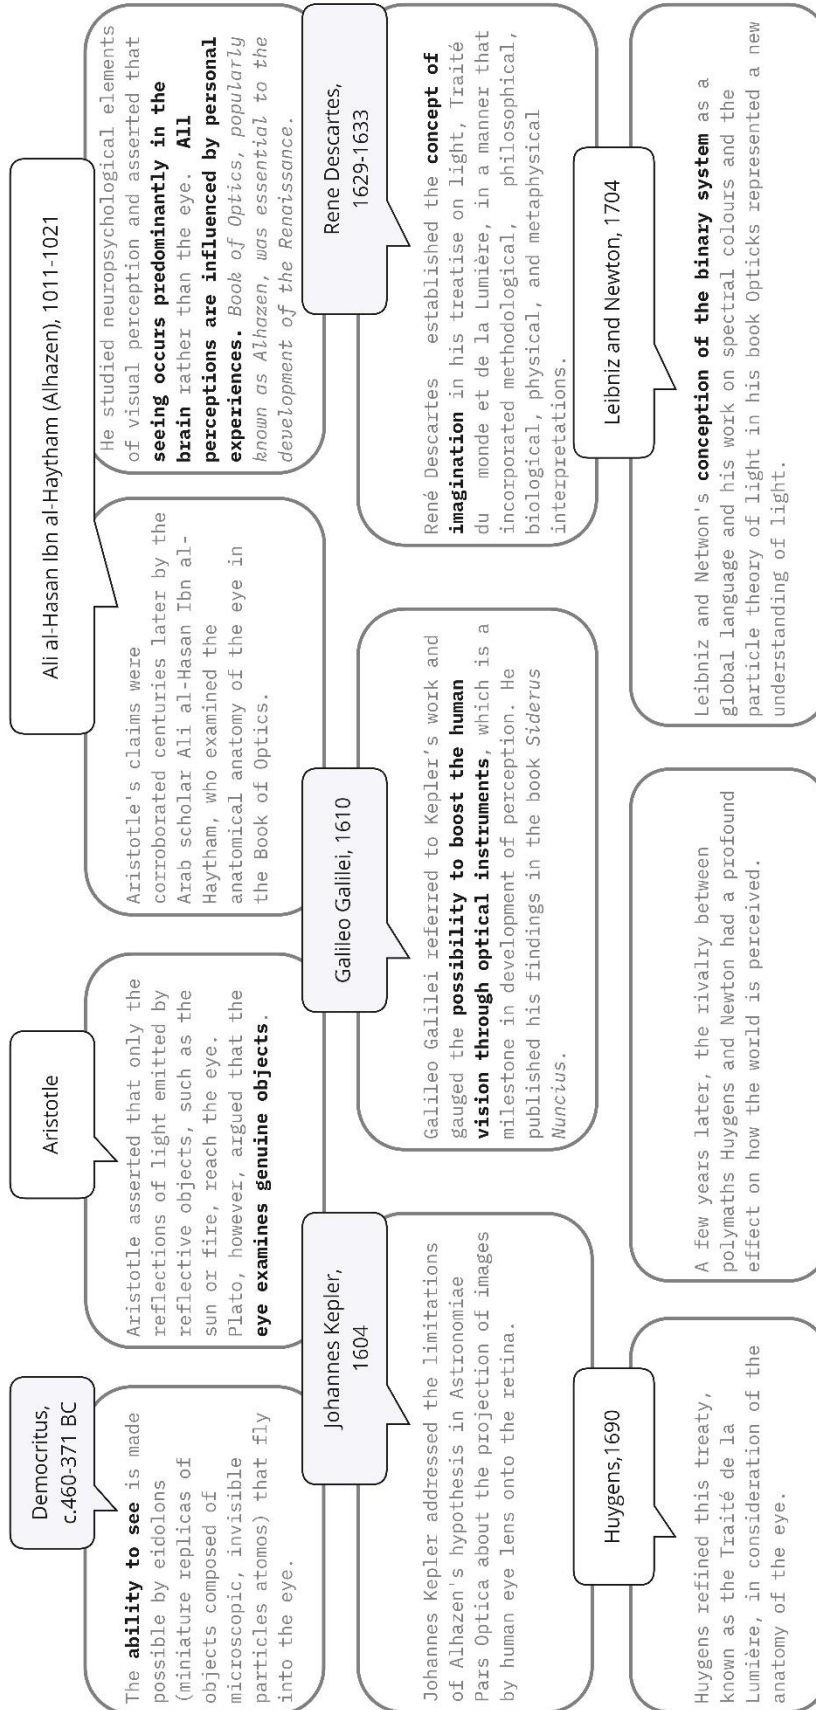 Democritus,
c.460-371 BC
The ability to see is made
possible by eidolons
(miniature replicas of
objects composed of
microscopic, invisible
particles atomos) that fly
into the eye.
Aristotle
Aristotle asserted that only the
reflections of light emitted by
reflective objects, such as the
sun or fire, reach the eye.
Plato, however, argued that the
eye examines genuine objects.
Ali al-Hasan Ibn al-Haytham (Alhazen), 1011-1021
Aristotle's claims were
corroborated centuries later by the
Arab scholar Ali al-Hasan Ibn al-
Haytham, who examined the
anatomical anatomy of the eye in
the Book of Optics.
He studied neuropsychological elements
of visual perception and asserted that
seeing occurs predominantly in the
brain rather than the eye. All
perceptions are influenced by personal
experiences. Book of Optics, popularly
known as Alhazen, was essential to the
development of the Renaissance.
Johannes Kepler,
1604
Johannes Kepler addressed the limitations
of Alhazen's hypothesis in Astronomiae
Pars Optica about the projection of images
by human eye lens onto the retina.
Galileo Galilei, 1610
Galileo Galilei referred to Kepler's work and
gauged the possibility to boost the human
vision through optical instruments, which is a
milestone in development of perception. He
published his findings in the book Siderus
Nuncius.
Rene Descartes,
1629-1633
René Descartes established the concept of
imagination in his treatise on light, Traité
du monde et de la Lumière, in a manner that
incorporated methodological, philosophical,
biological, physical, and metaphysical
interpretations.
Huygens,1690
Huygens refined this treaty,
known as the Traité de la
Lumière, in consideration of the
anatomy of the eye.
A few years later, the rivalry between
polymaths Huygens and Newton had a profound
effect on how the world is perceived.
Leibniz and Newton, 1704
Leibniz and Netwon's conception of the binary system as a
global language and his work on spectral colours and the
particle theory of light in his book Opticks represented a new
understanding of light.